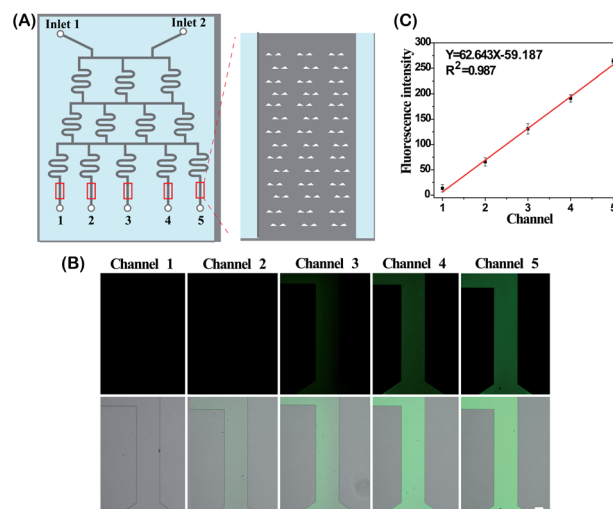 (A)
Inlet 1
Inlet 2
1 2 3 4 5
(C)
Fluorescence intensity
300
250
200
150
100
50
0
Y=62.643X-59.187
R²=0.987
1 2 3 4 5
Channel
(B)
Channel 1 Channel 2 Channel 3 Channel 4 Channel 5